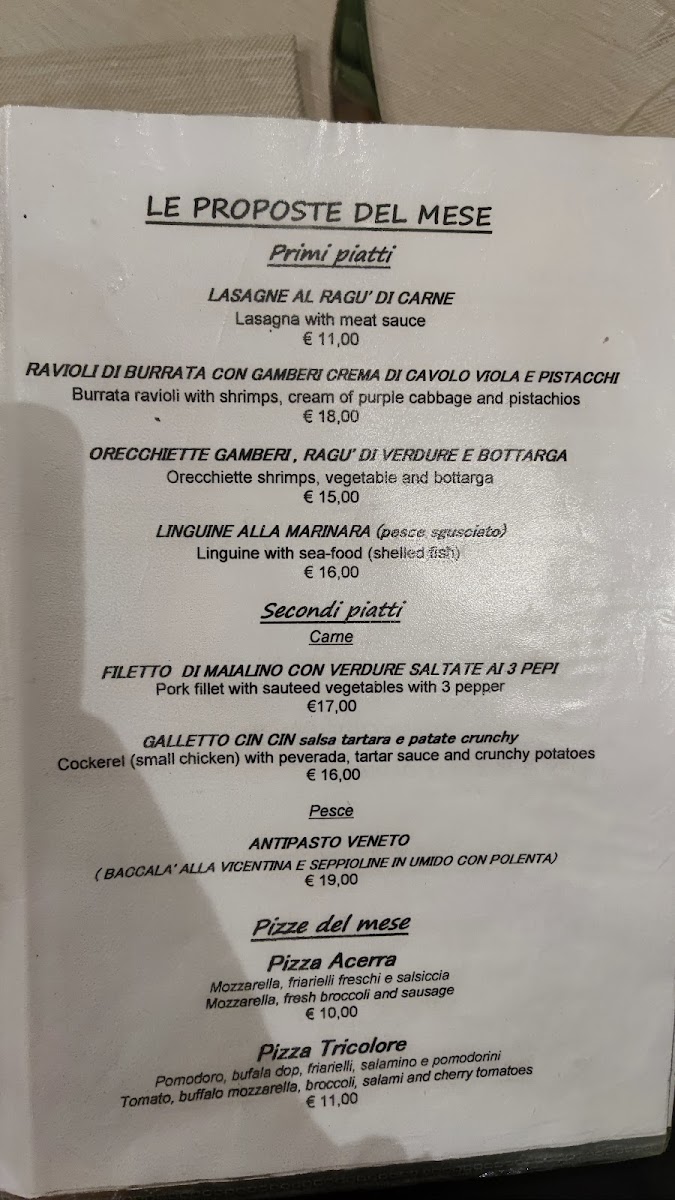 LE PROPOSTE DEL MESE
Primi piatti
LASAGNE AL RAGU' DI CARNE
Lasagna with meat sauce
€ 11,00
RAVIOLI DI BURRATA CON GAMBERI CREMA DI CAVOLO VIOLA E PISTACCHI
Burrata ravioli with shrimps, cream of purple cabbage and pistachios
€ 18,00
ORECCHIETTE GAMBERI, RAGU' DI VERDURE E BOTTARGA
Orecchiette shrimps, vegetable and bottarga
€ 15,00
LINGUINE ALLA MARINARA (pesce sgusciato)
Linguine with sea-food (shelled fish)
€ 16,00
Secondi piatti
Carne
FILETTO DI MAIALINO CON VERDURE SALTATE AI 3 PEPI
Pork fillet with sauteed vegetables with 3 pepper
€17,00
GALLETTO CIN CIN salsa tartara e patate crunchy
Cockerel (small chicken) with peverada, tartar sauce and crunchy potatoes
€ 16,00
Pesce
ANTIPASTO VENETO
( BACCALA' ALLA VICENTINA E SEPPIOLINE IN UMIDO CON POLENTA)
€ 19,00
Pizze del mese
Pizza Acerra
Mozzarella, friarielli freschi e salsiccia
Mozzarella, fresh broccoli and sausage
€ 10,00
Pizza Tricolore
Pomodoro, bufala dop, friarielli, salamino e pomodorini
Tomato, buffalo mozzarella, broccoli, salami and cherry tomatoes
€ 11,00